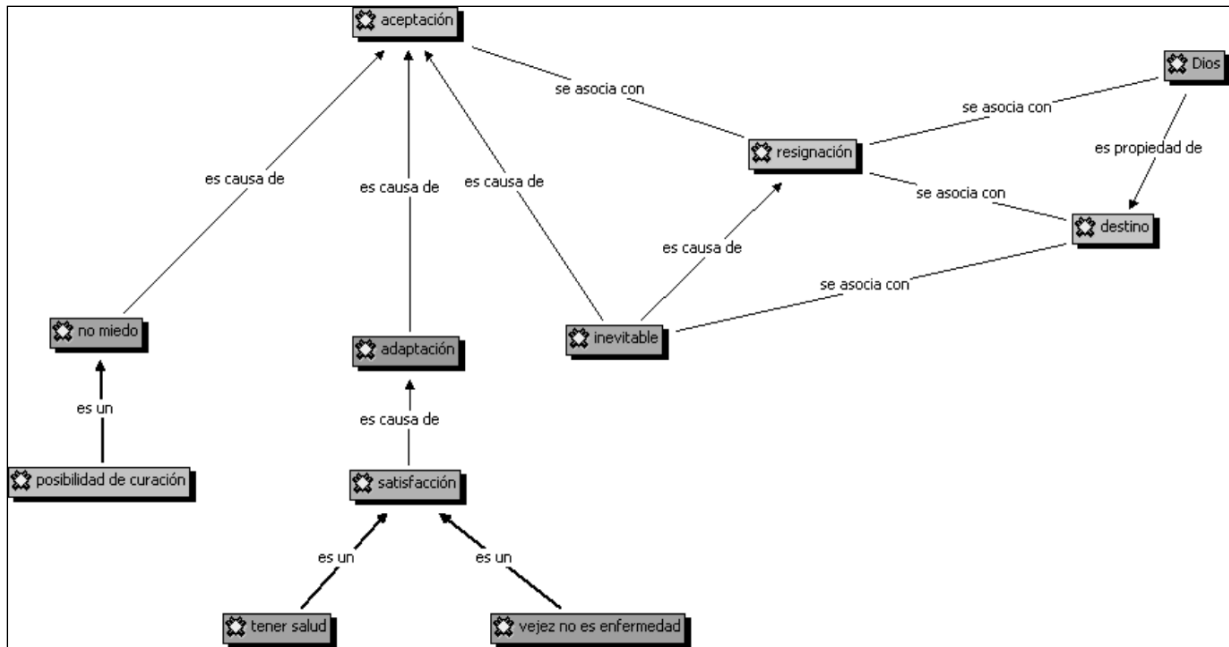 aceptación
Dios
se asocia con
se asocia con
resignación
es propiedad de
es causa de
es causa de
es causa de
se asocia con
destino
es causa de
se asocia con
no miedo
adaptación
inevitable
es un
es causa de
posibilidad de curación
satisfacción
es un
es un
tener salud
vejez no es enfermedad